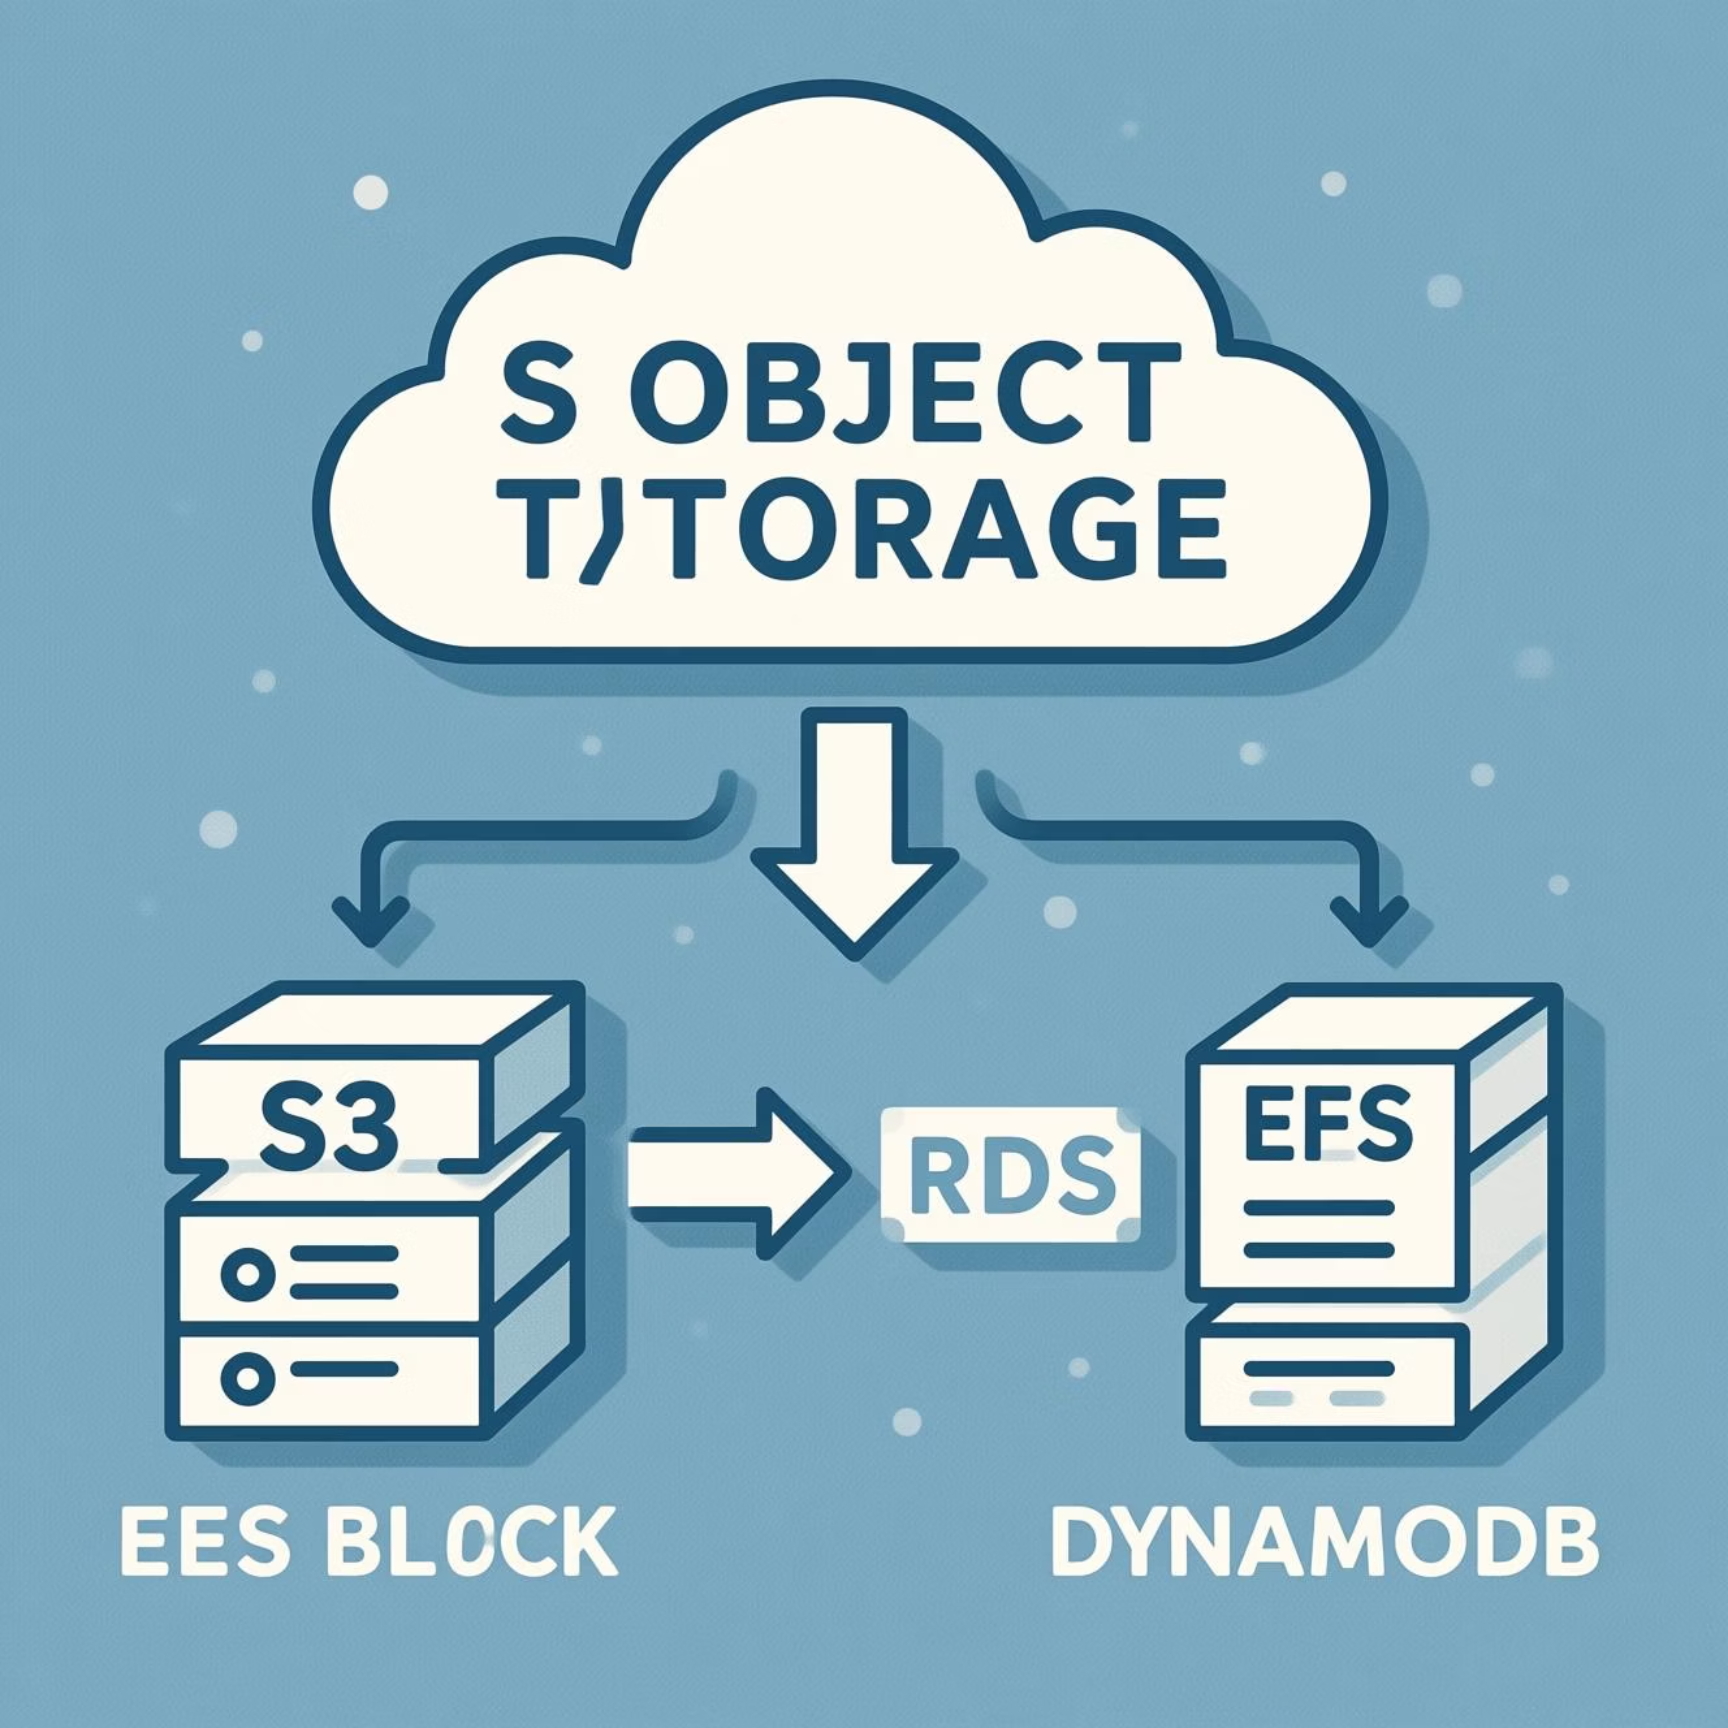 S OBJECT
T/TORAGE
S3
RDS
EFS
EES BLOCK
DYNAMODB